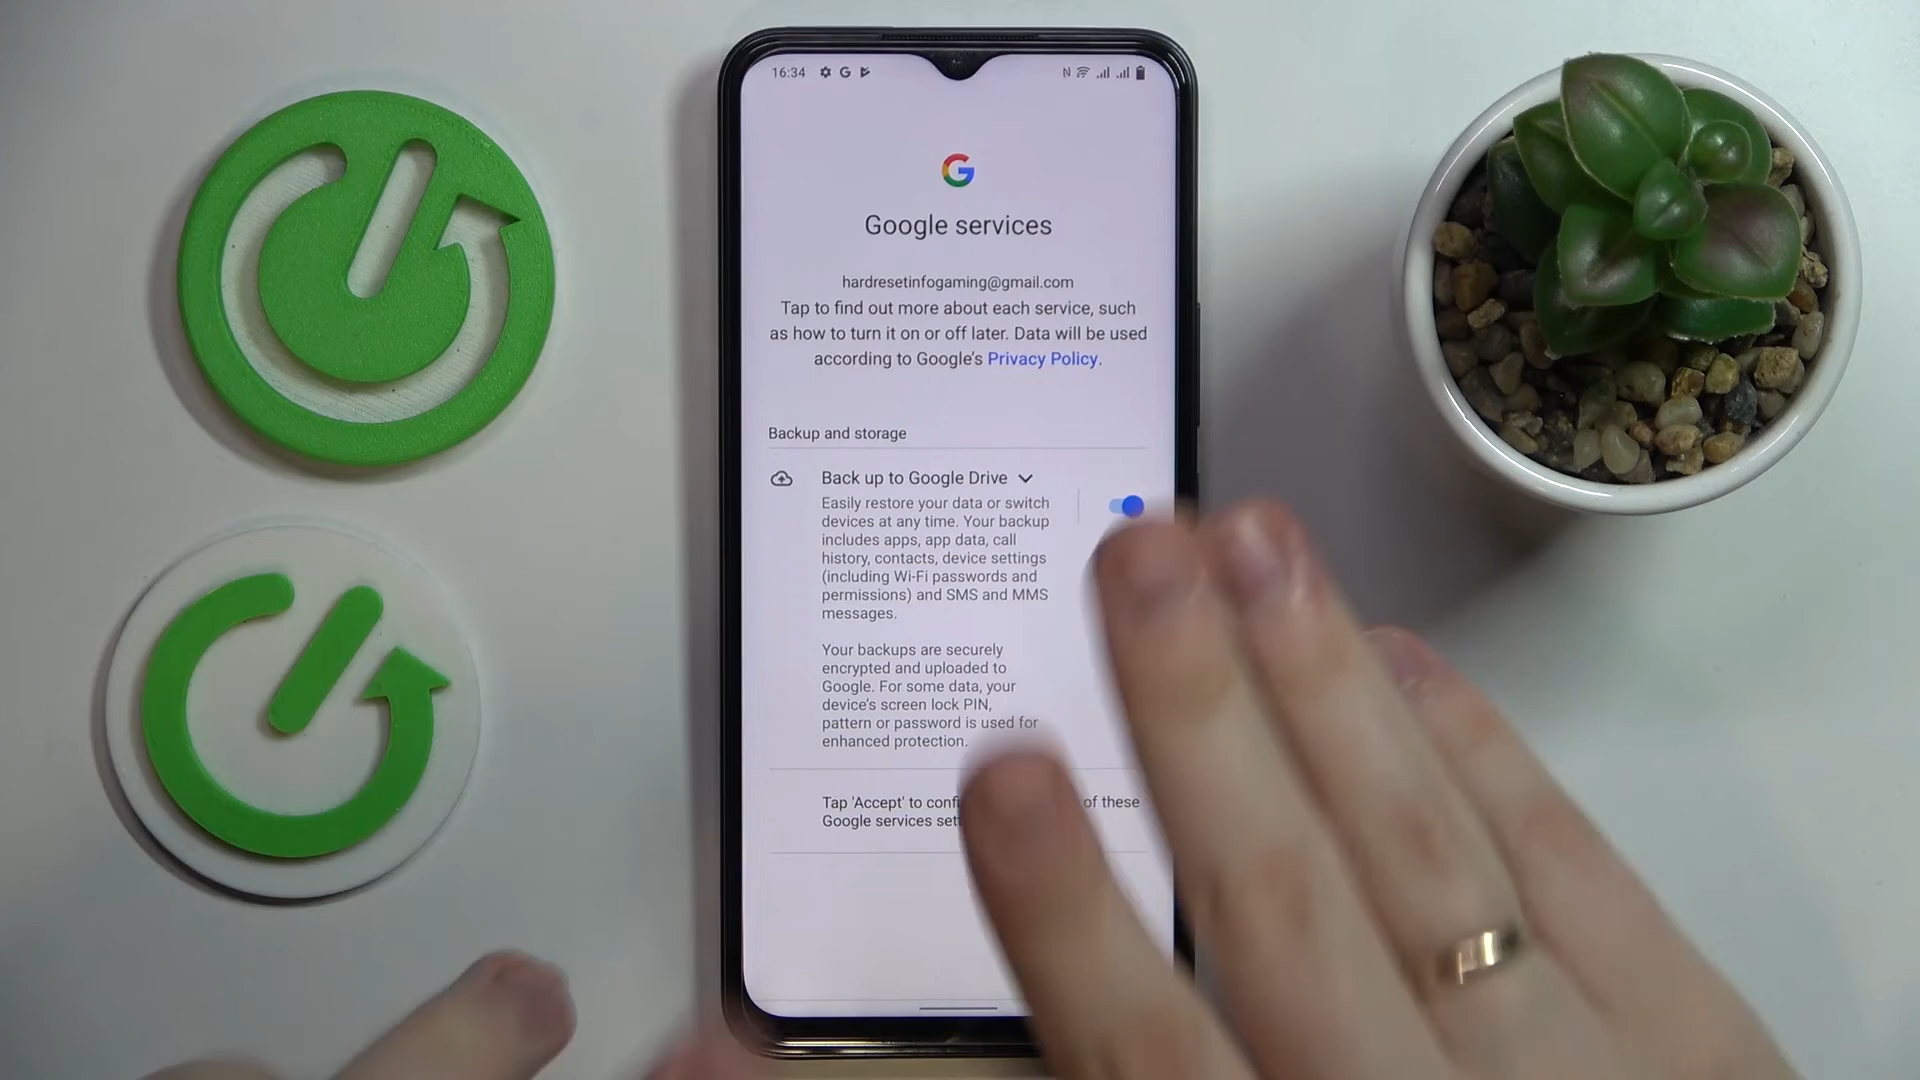 16:34
Google services
hardresetinfogaming@gmail.com
Tap to find out more about each service, such
as how to turn it on or off later. Data will be used
according to Google's Privacy Policy.
Backup and storage
Back up to Google Drive
Easily restore your data or switch
devices at any time. Your backup
includes apps, app data, call
history, contacts, device settings
(including Wi-Fi passwords and
permissions) and SMS and MMS
messages.
Your backups are securely
encrypted and uploaded to
Google. For some data, your
device's screen lock PIN,
pattern or password is used for
enhanced protection.
Tap 'Accept' to of these
Google services